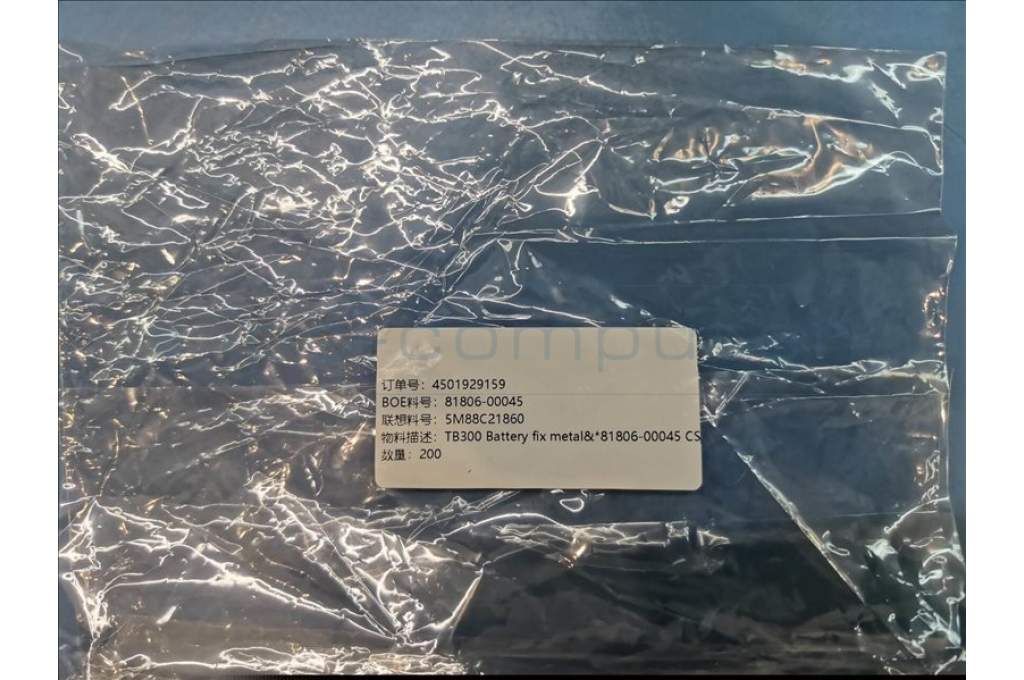 compu
订单号：4501929159
BOE料号：81806-00045
联想料号：5M88C21860
物料描述：TB300 Battery fix metal&*81806-00045 CS
数量：200